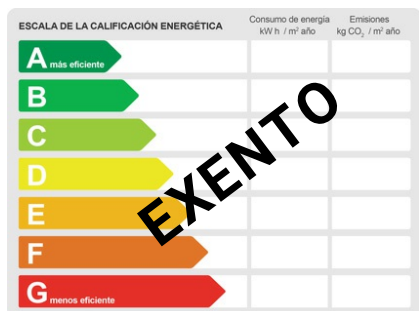 ESCALA DE LA CALIFICACIÓN ENERGÉTICA
Consumo de energía
kW h / m² año
Emisiones
kg CO₂ / m² año
A más eficiente
B
C
D
E
F
G menos eficiente
EXENTO